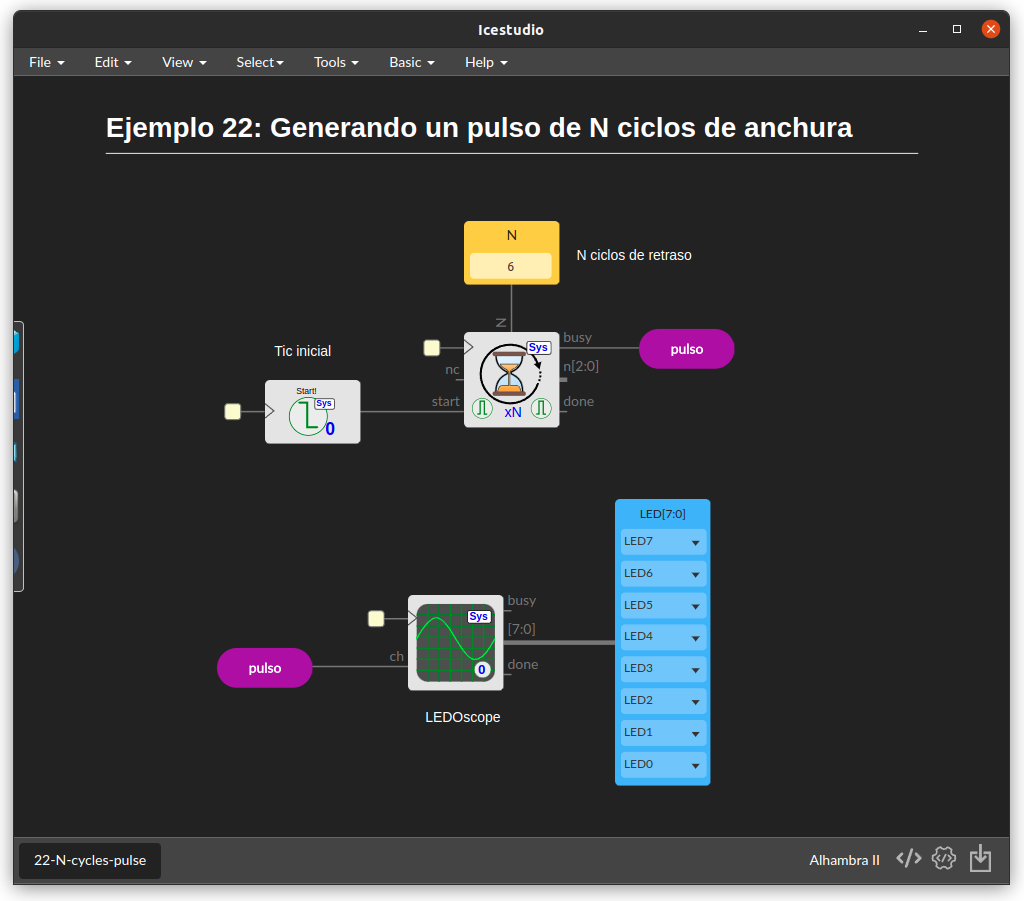 Icestudio
File Edit View Select Tools Basic Help
Ejemplo 22: Generando un pulso de N ciclos de anchura
N
6
N ciclos de retraso
N
busy
Sys
pulso
n[2:0]
nc
start
done
xN
Tic inicial
Start!
Sys
0
LED[7:0]
LED7
LED6
LED5
LED4
LED3
LED2
LED1
LED0
busy
Sys
[7:0]
ch
done
0
pulso
LEDOscope
22-N-cycles-pulse
Alhambra II